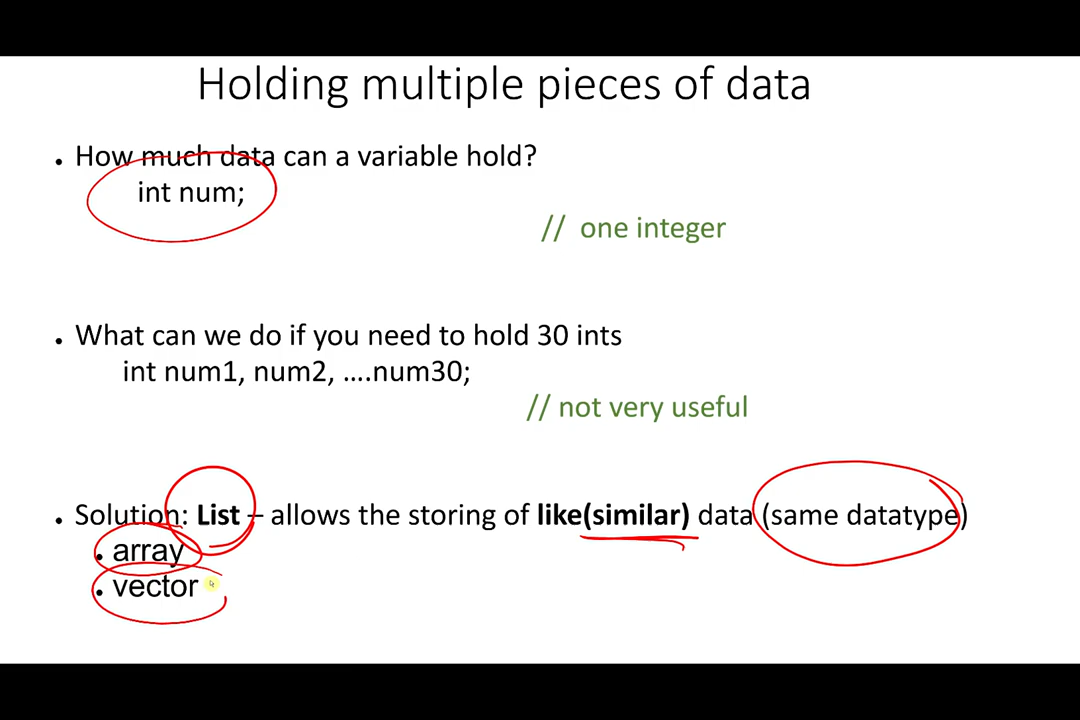 Holding multiple pieces of data
• How much data can a variable hold?
int num;
// one integer
• What can we do if you need to hold 30 ints
int num1, num2, ....num30;
// not very useful
• Solution: List – allows the storing of like(similar) data (same datatype)
• array
• vector